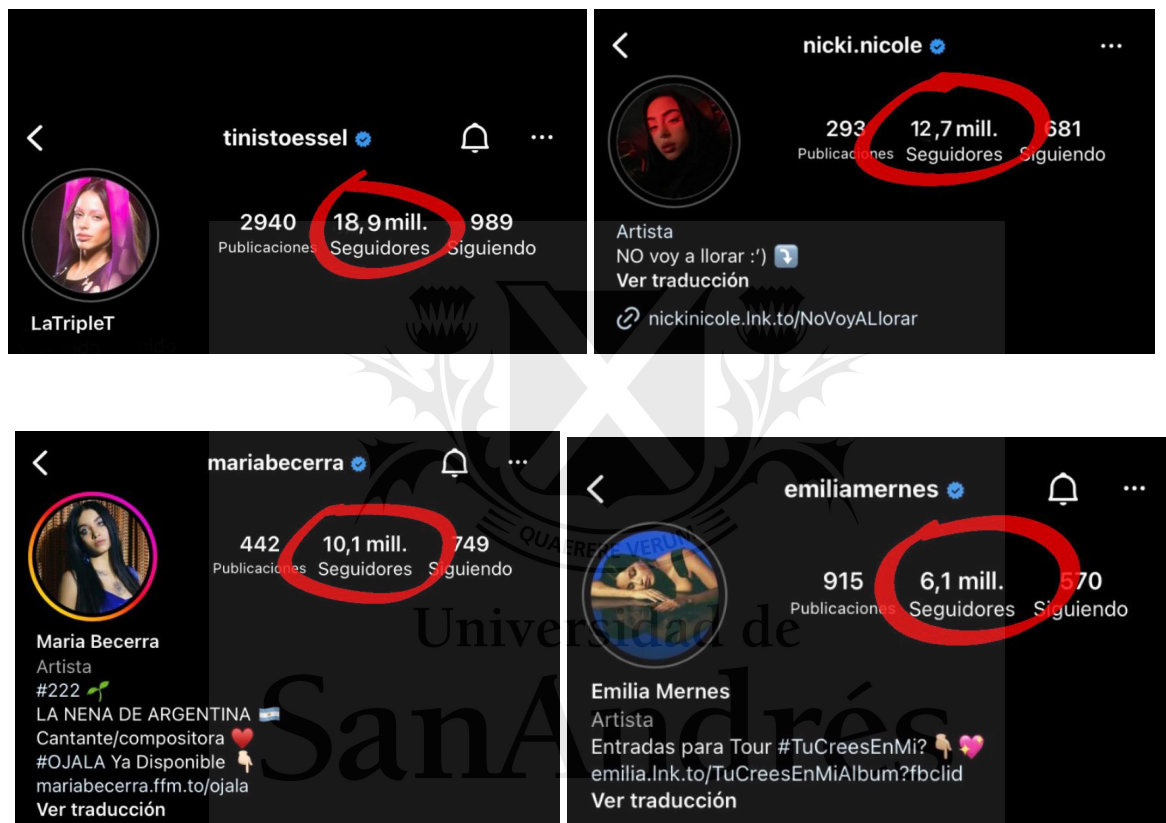 tinistoessel
2940 18,9 mill. 989
Publicaciones Seguidores Siguiendo
LaTripleT
nicki.nicole
293 12,7 mill. 681
Publicaciones Seguidores Siguiendo
Artista
NO voy a llorar :') ⤵️
Ver traducción
nickinicole.lnk.to/NoVoyALlorar
mariabecerra
442 10,1 mill. 749
Publicaciones Seguidores Siguiendo
Maria Becerra
Artista
#222 🌱
LA NENA DE ARGENTINA 🇦🇷
Cantante/compositora ♥️
#OJALA Ya Disponible 👇🏼
mariabecerra.ffm.to/ojala
Ver traducción
emiliamernes
915 6,1 mill. 570
Publicaciones Seguidores Siguiendo
Emilia Mernes
Artista
Entradas para Tour #TuCreesEnMi? 👇🏼💖
emilia.lnk.to/TuCreesEnMiAlbum?fbclid
Ver traducción
QUAERERE VERUM
Universidad de
SanAndrés